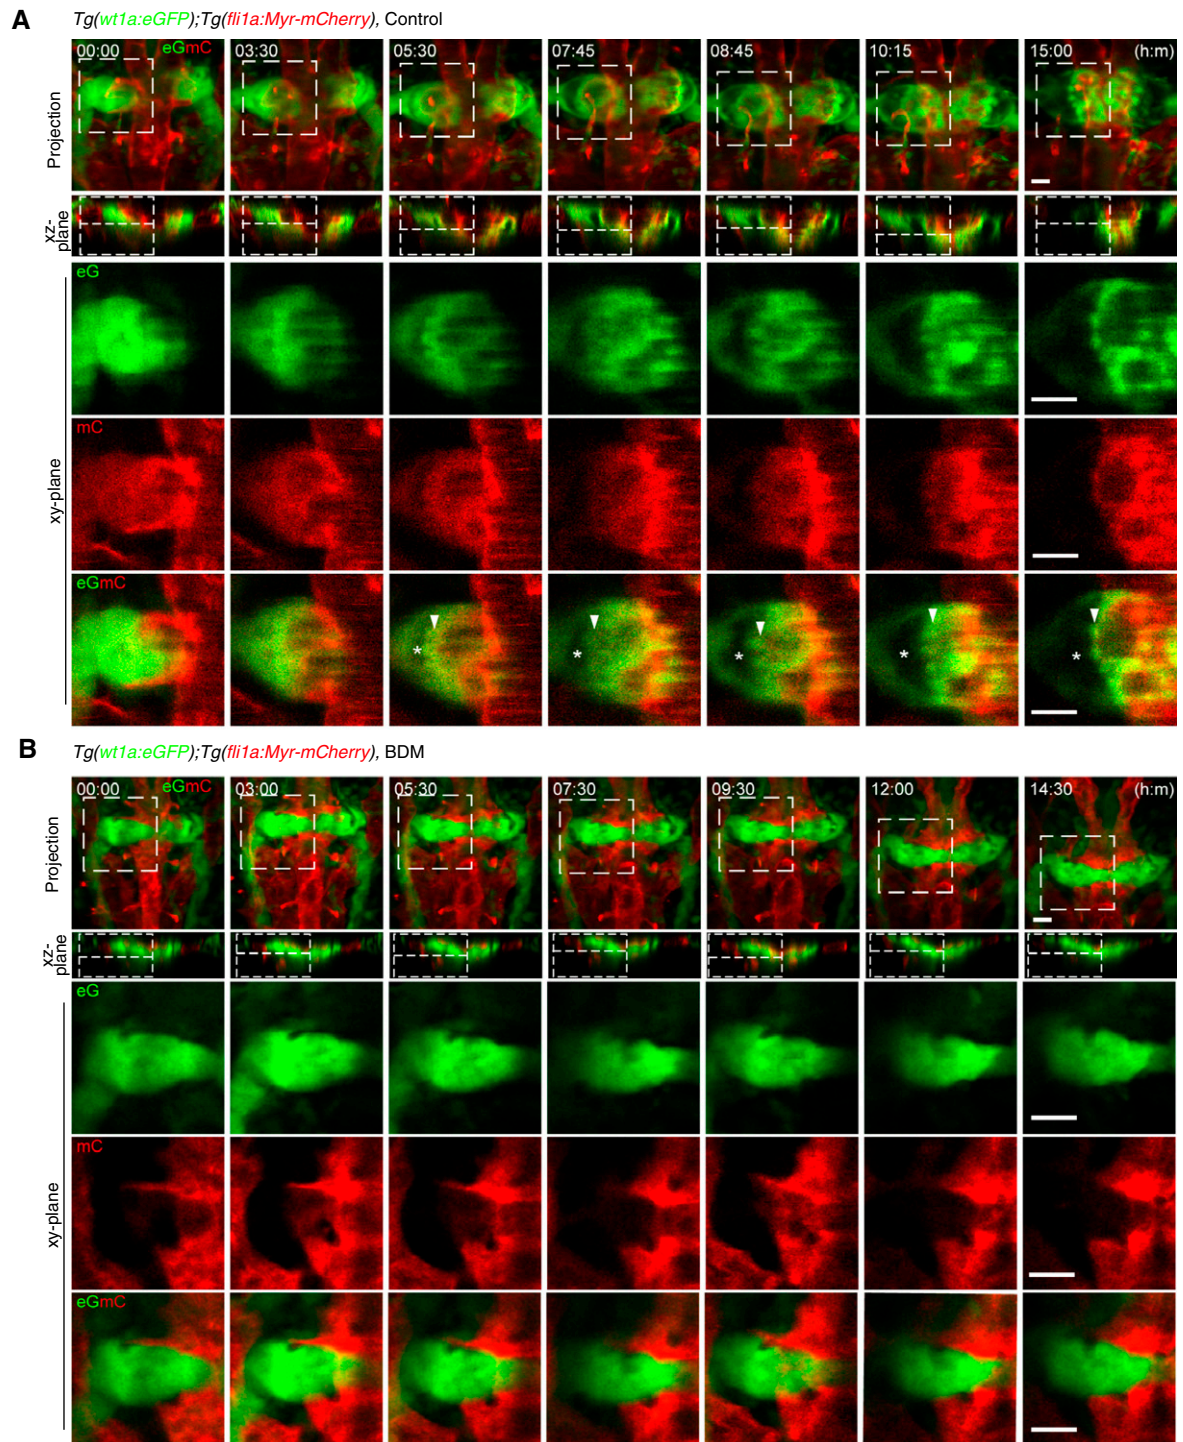 A
Tg(wt1a:eGFP);Tg(fli1a:Myr-mCherry), Control
00:00 eGmC 03:30 05:30 07:45 08:45 10:15 15:00 (h:m)
Projection
xz-plane
eG
xy-plane
mC
eGmC
* * * * *
B
Tg(wt1a:eGFP);Tg(fli1a:Myr-mCherry), BDM
00:00 eGmC 03:00 05:30 07:30 09:30 12:00 14:30 (h:m)
Projection
xz-plane
eG
xy-plane
mC
eGmC